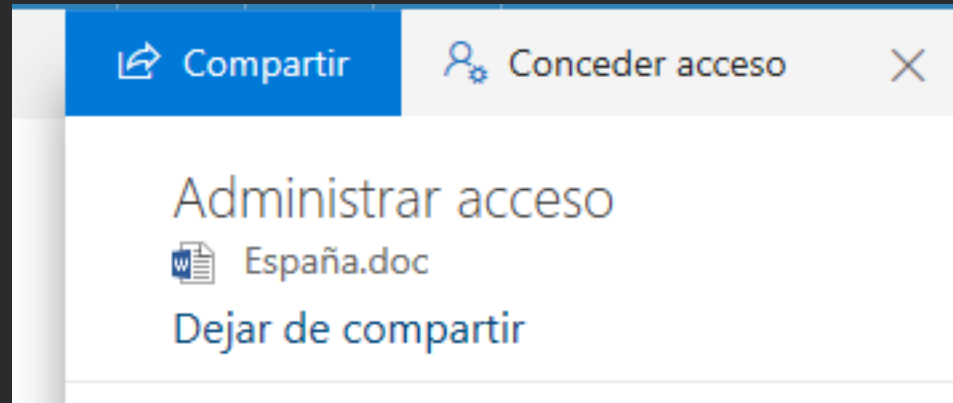 Compartir Conceder acceso
Administrar acceso
España.doc
Dejar de compartir